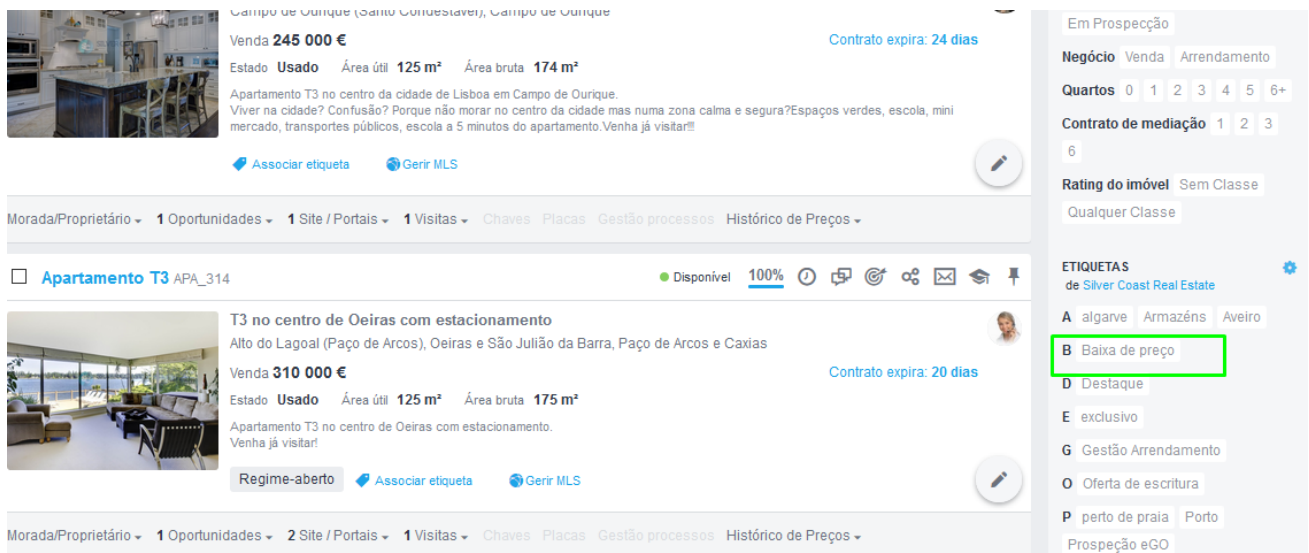 Campo de Ourique (Santo Condestável), Campo de Ourique
Venda 245 000 €
Contrato expira: 24 dias
Estado Usado Área útil 125 m² Área bruta 174 m²
Apartamento T3 no centro da cidade de Lisboa em Campo de Ourique.
Viver na cidade? Confusão? Porque não morar no centro da cidade mas numa zona calma e segura?Espaços verdes, escola, mini
mercado, transportes públicos, escola a 5 minutos do apartamento.Venha já visitar!!!
Associar etiqueta Gerir MLS
Morada/Proprietário 1 Oportunidades 1 Site / Portais 1 Visitas Chaves Placas Gestão processos Histórico de Preços
Apartamento T3 APA_314
Disponível 100%
T3 no centro de Oeiras com estacionamento
Alto do Lagoal (Paço de Arcos), Oeiras e São Julião da Barra, Paço de Arcos e Caxias
Venda 310 000 €
Contrato expira: 20 dias
Estado Usado Área útil 125 m² Área bruta 175 m²
Apartamento T3 no centro de Oeiras com estacionamento.
Venha já visitar!
Regime-aberto Associar etiqueta Gerir MLS
Morada/Proprietário 1 Oportunidades 2 Site / Portais 1 Visitas Chaves Placas Gestão processos Histórico de Preços
Em Prospecção
Negócio Venda Arrendamento
Quartos 0 1 2 3 4 5 6+
Contrato de mediação 1 2 3
6
Rating do imóvel Sem Classe
Qualquer Classe
ETIQUETAS
de Silver Coast Real Estate
A algarve Armazéns Aveiro
B Baixa de preço
D Destaque
E exclusivo
G Gestão Arrendamento
O Oferta de escritura
P perto de praia Porto
Prospeção eGO